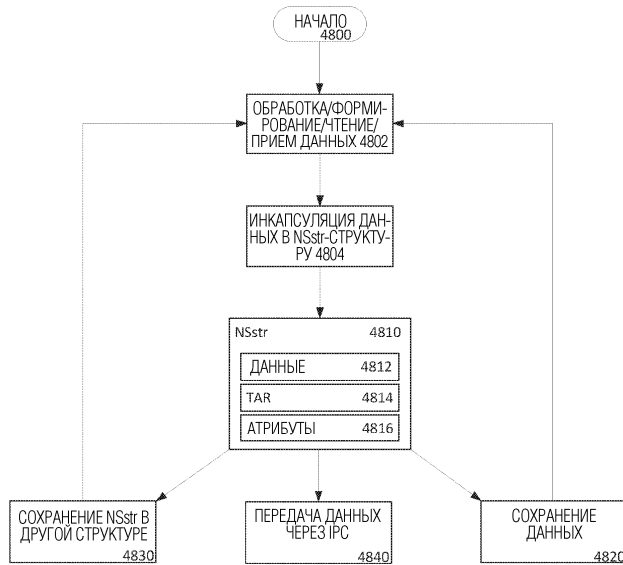 НАЧАЛО
4800
ОБРАБОТКА/ФОРМИ-
РОВАНИЕ/ЧТЕНИЕ/
ПРИЕМ ДАННЫХ 4802
ИНКАПСУЛЯЦИЯ ДАН-
НЫХ В NSstr-СТРУКТУ-
РУ 4804
NSstr 4810
ДАННЫЕ 4812
TAR 4814
АТРИБУТЫ 4816
СОХРАНЕНИЕ NSstr В
ДРУГОЙ СТРУКТУРЕ
4830
ПЕРЕДАЧА ДАННЫХ
ЧЕРЕЗ IPC
4840
СОХРАНЕНИЕ
ДАННЫХ
4820